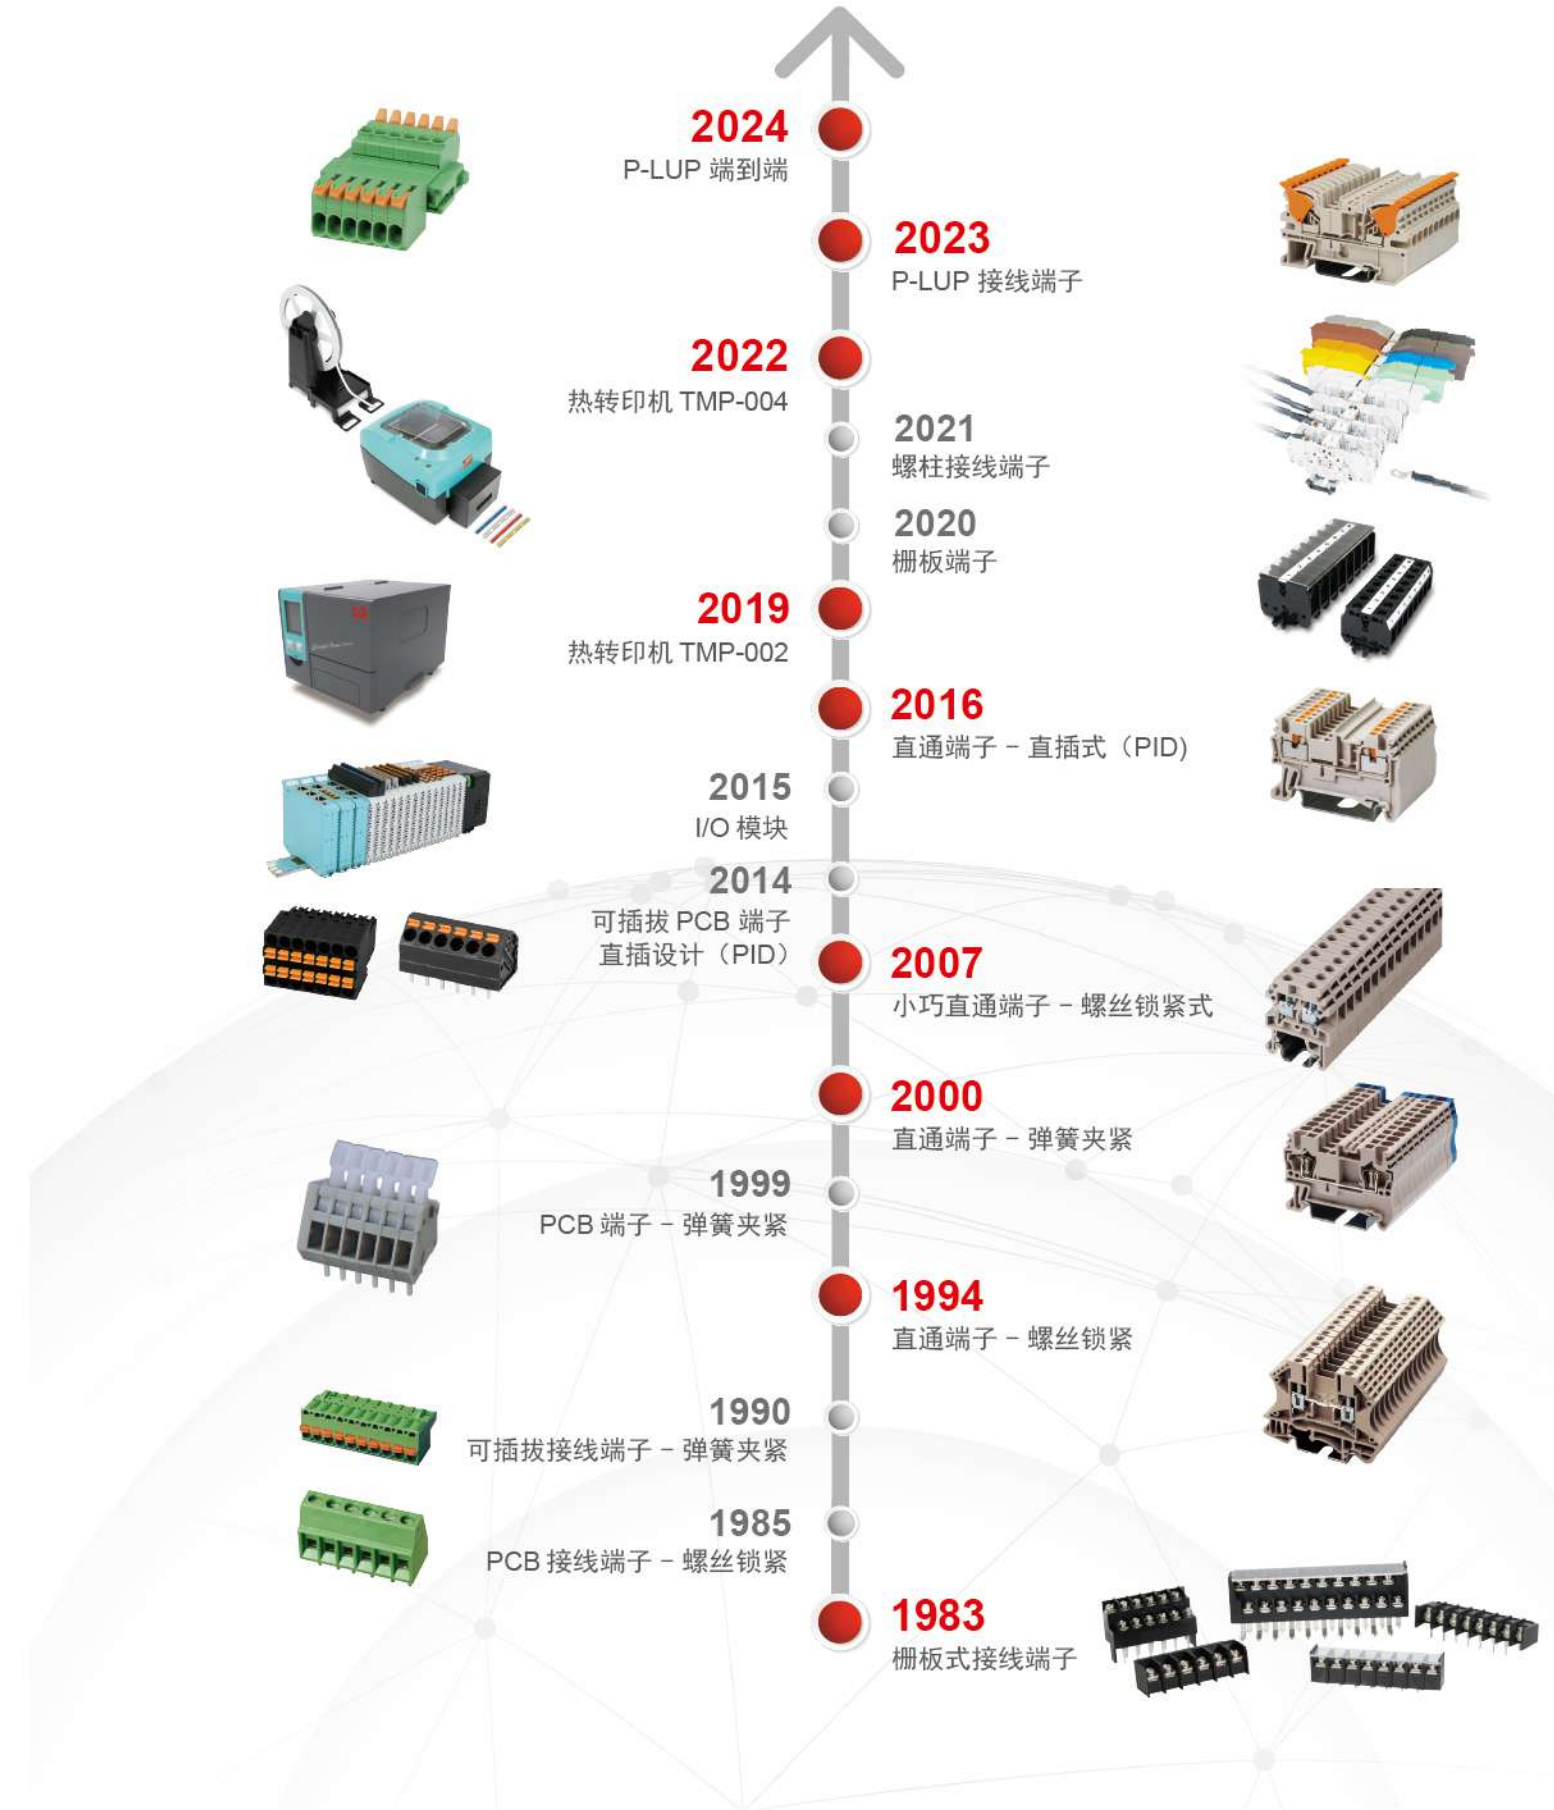 2024
P-LUP 端到端
2023
P-LUP 接线端子
2022
热转印机 TMP-004
2021
螺柱接线端子
2020
栅板端子
2019
热转印机 TMP-002
2016
直通端子 – 直插式（PID)
2015
I/O 模块
2014
可插拔 PCB 端子
直插设计（PID）
2007
小巧直通端子 – 螺丝锁紧式
2000
直通端子 – 弹簧夹紧
1999
PCB 端子 – 弹簧夹紧
1994
直通端子 – 螺丝锁紧
1990
可插拔接线端子 – 弹簧夹紧
1985
PCB 接线端子 – 螺丝锁紧
1983
栅板式接线端子